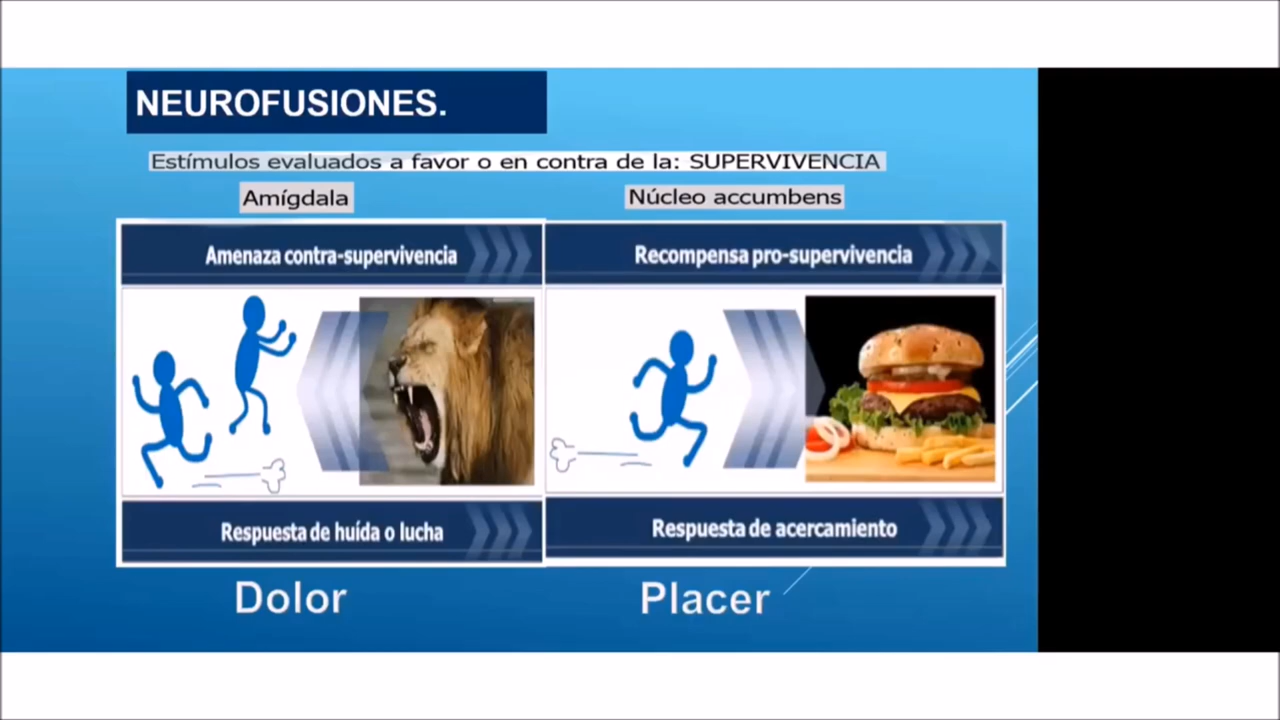 NEUROFUSIONES.
Estímulos evaluados a favor o en contra de la: SUPERVIVENCIA
Amígdala
Núcleo accumbens
Amenaza contra-supervivencia
Recompensa pro-supervivencia
Respuesta de huída o lucha
Respuesta de acercamiento
Dolor
Placer